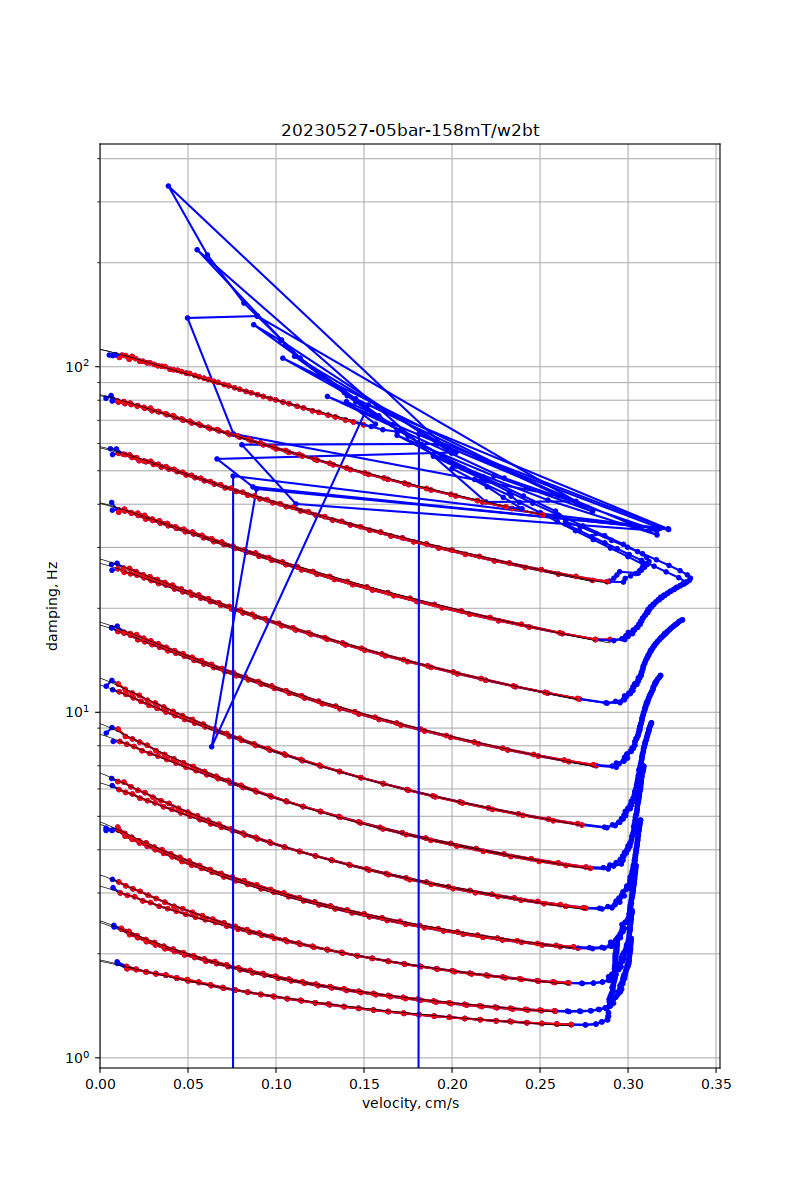 20230527-05bar-158mT/w2bt
damping, Hz
10²
10¹
10⁰
0.00 0.05 0.10 0.15 0.20 0.25 0.30 0.35
velocity, cm/s